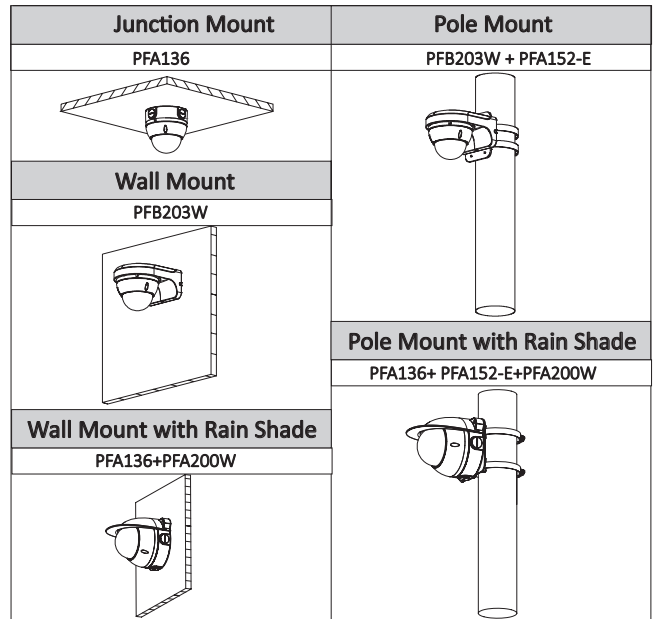 Junction Mount
PFA136
Wall Mount
PFB203W
Wall Mount with Rain Shade
PFA136+PFA200W
Pole Mount
PFB203W + PFA152-E
Pole Mount with Rain Shade
PFA136+ PFA152-E+PFA200W